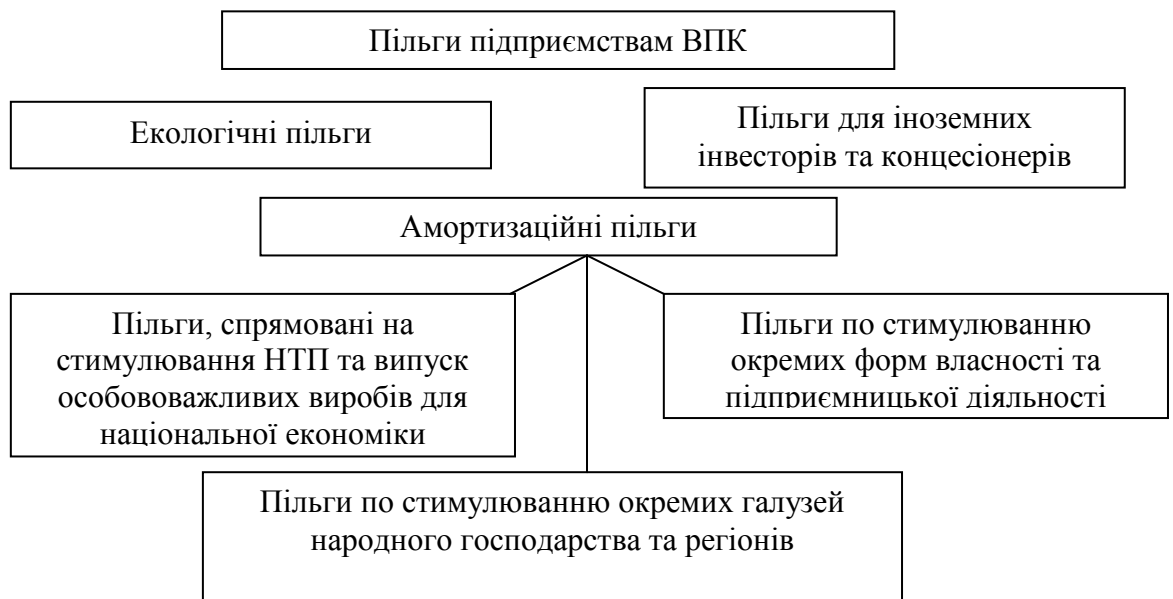 Пільги підприємствам ВПК
Екологічні пільги
Пільги для іноземних
інвесторів та концесіонерів
Амортизаційні пільги
Пільги, спрямовані на
стимулювання НТП та випуск
особововажливих виробів для
національної економіки
Пільги по стимулюванню
окремих форм власності та
підприємницької діяльності
Пільги по стимулюванню окремих галузей
народного господарства та регіонів